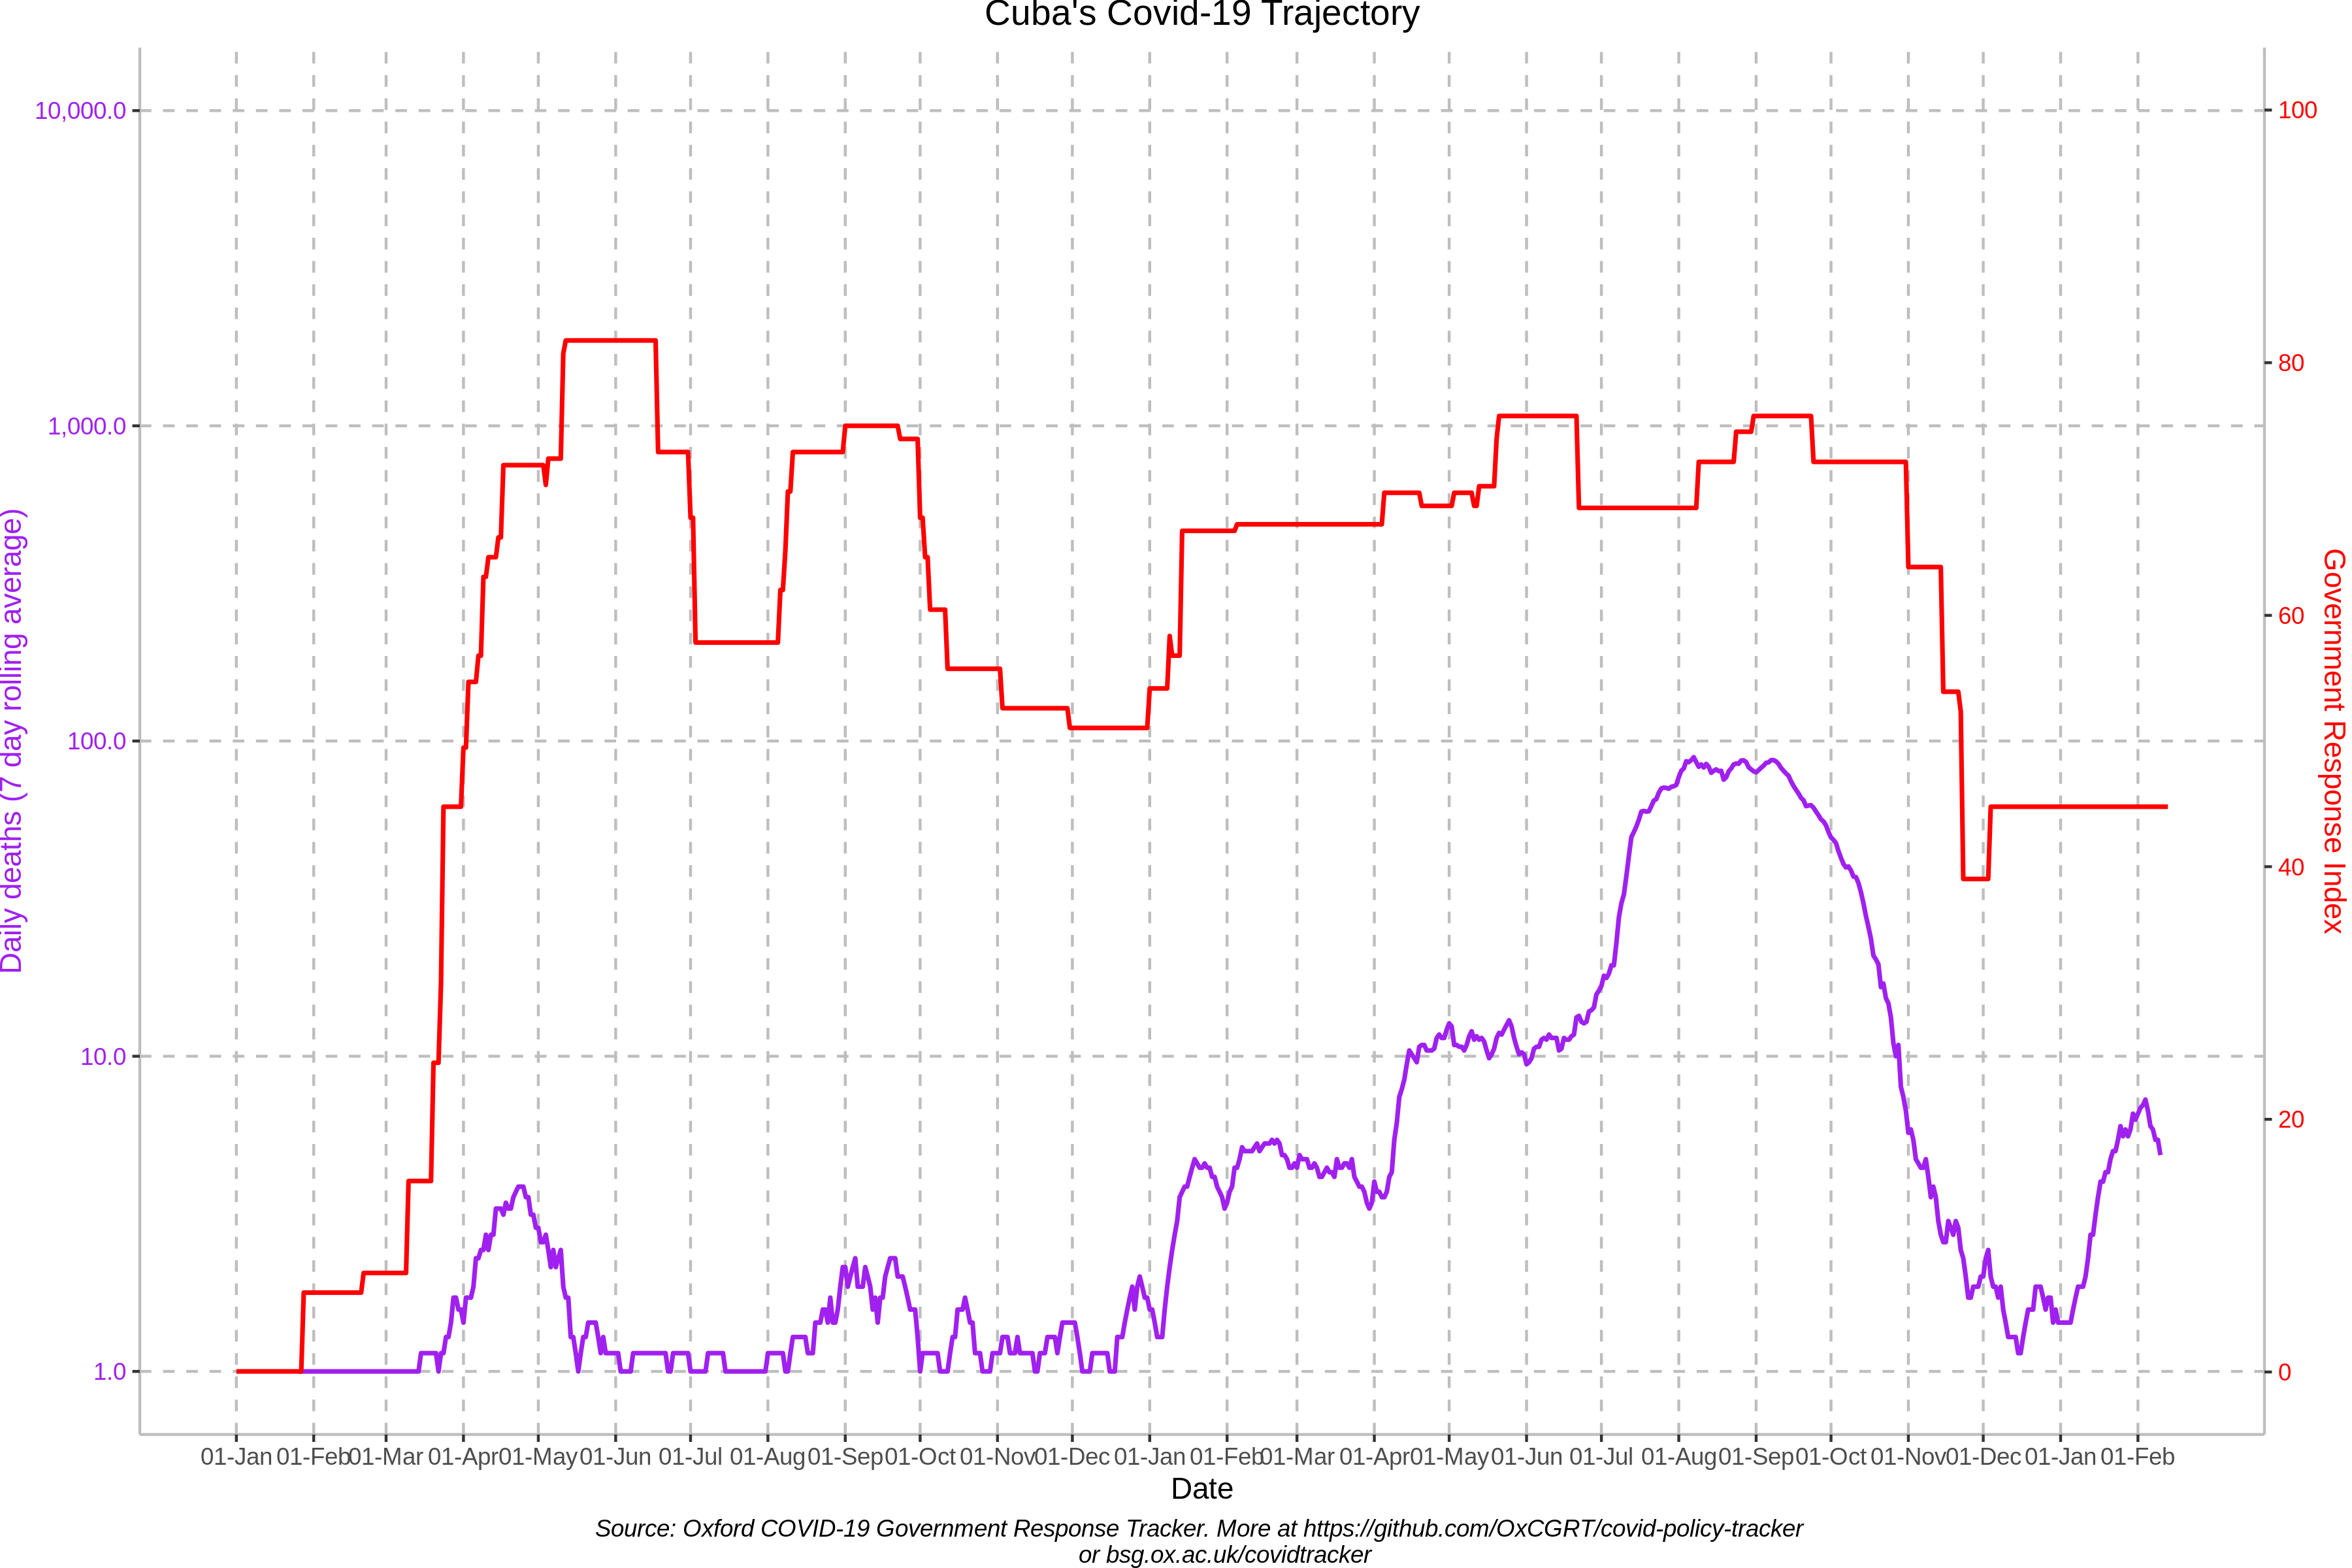 Cuba's Covid-19 Trajectory
10,000.0
1,000.0
100.0
10.0
1.0
Daily deaths (7 day rolling average)
100
80
60
40
20
0
Government Response Index
01-Jan 01-Feb 01-Mar 01-Apr 01-May 01-Jun 01-Jul 01-Aug 01-Sep 01-Oct 01-Nov 01-Dec 01-Jan 01-Feb 01-Mar 01-Apr 01-May 01-Jun 01-Jul 01-Aug 01-Sep 01-Oct 01-Nov 01-Dec 01-Jan 01-Feb
Date
Source: Oxford COVID-19 Government Response Tracker. More at https://github.com/OxCGRT/covid-policy-tracker
or bsg.ox.ac.uk/covidtracker